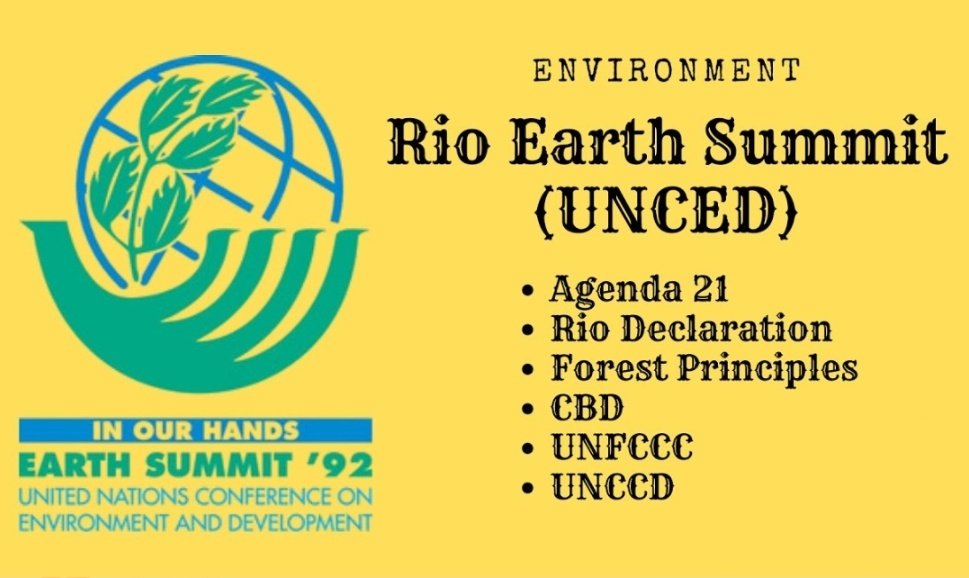 ENVIRONMENT
Rio Earth Summit
(UNCED)
• Agenda 21
• Rio Declaration
• Forest Principles
• CBD
• UNFCCC
• UNCCD
IN OUR HANDS
EARTH SUMMIT '92
UNITED NATIONS CONFERENCE ON
ENVIRONMENT AND DEVELOPMENT